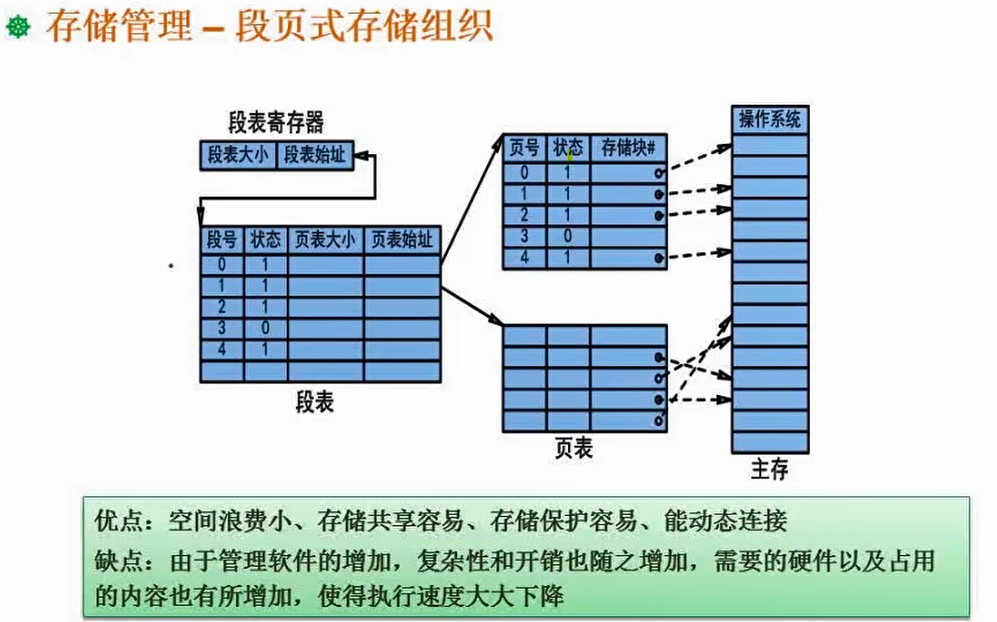 存储管理 – 段页式存储组织
段表寄存器
段表大小 段表始址
段号 状态 页表大小 页表始址
0 1
1 1
2 1
3 0
4 1
段表
页号 状态 存储块#
0 1
1 1
2 1
3 0
4 1
页表
操作系统
主存
优点：空间浪费小、存储共享容易、存储保护容易、能动态连接
缺点：由于管理软件的增加，复杂性和开销也随之增加，需要的硬件以及占用
的内容也有所增加，使得执行速度大大下降